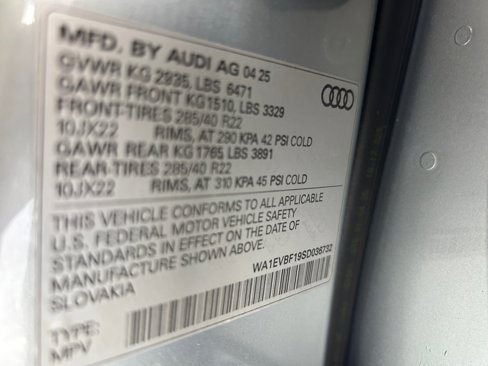 MFD. BY AUDI AG 04 25
GVWR KG 2935, LBS 6471
GAWR FRONT KG 1510, LBS 3329
FRONT-TIRES 285/40 R22
10JX22 RIMS, AT 290 KPA 42 PSI COLD
GAWR REAR KG 1765 LBS 3891
REAR-TIRES 285/40 R22
10JX22 RIMS, AT 310 KPA 45 PSI COLD
THIS VEHICLE CONFORMS TO ALL APPLICABLE
U.S. FEDERAL MOTOR VEHICLE SAFETY
STANDARDS IN EFFECT ON THE DATE OF
MANUFACTURE SHOWN ABOVE.
SLOVAKIA
WA1EVBF19SD036732
TYPE:
MPV